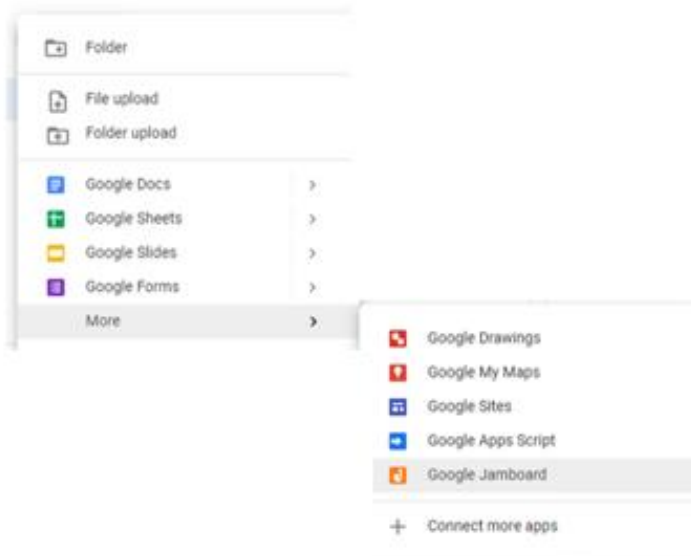 Folder
File upload
Folder upload
Google Docs
Google Sheets
Google Slides
Google Forms
More
Google Drawings
Google My Maps
Google Sites
Google Apps Script
Google Jamboard
Connect more apps